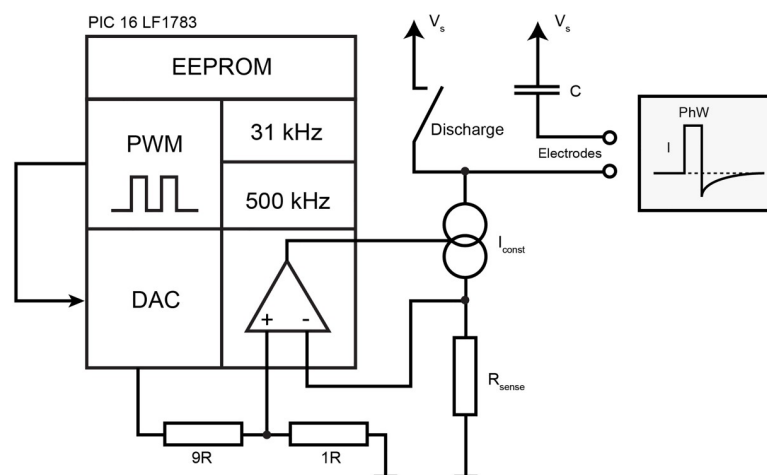 PIC 16 LF1783
EEPROM
PWM
31 kHz
500 kHz
DAC
+ -
9R
1R
Vs
Discharge
Vs
C
Electrodes
Iconst
Rsense
PhW
I